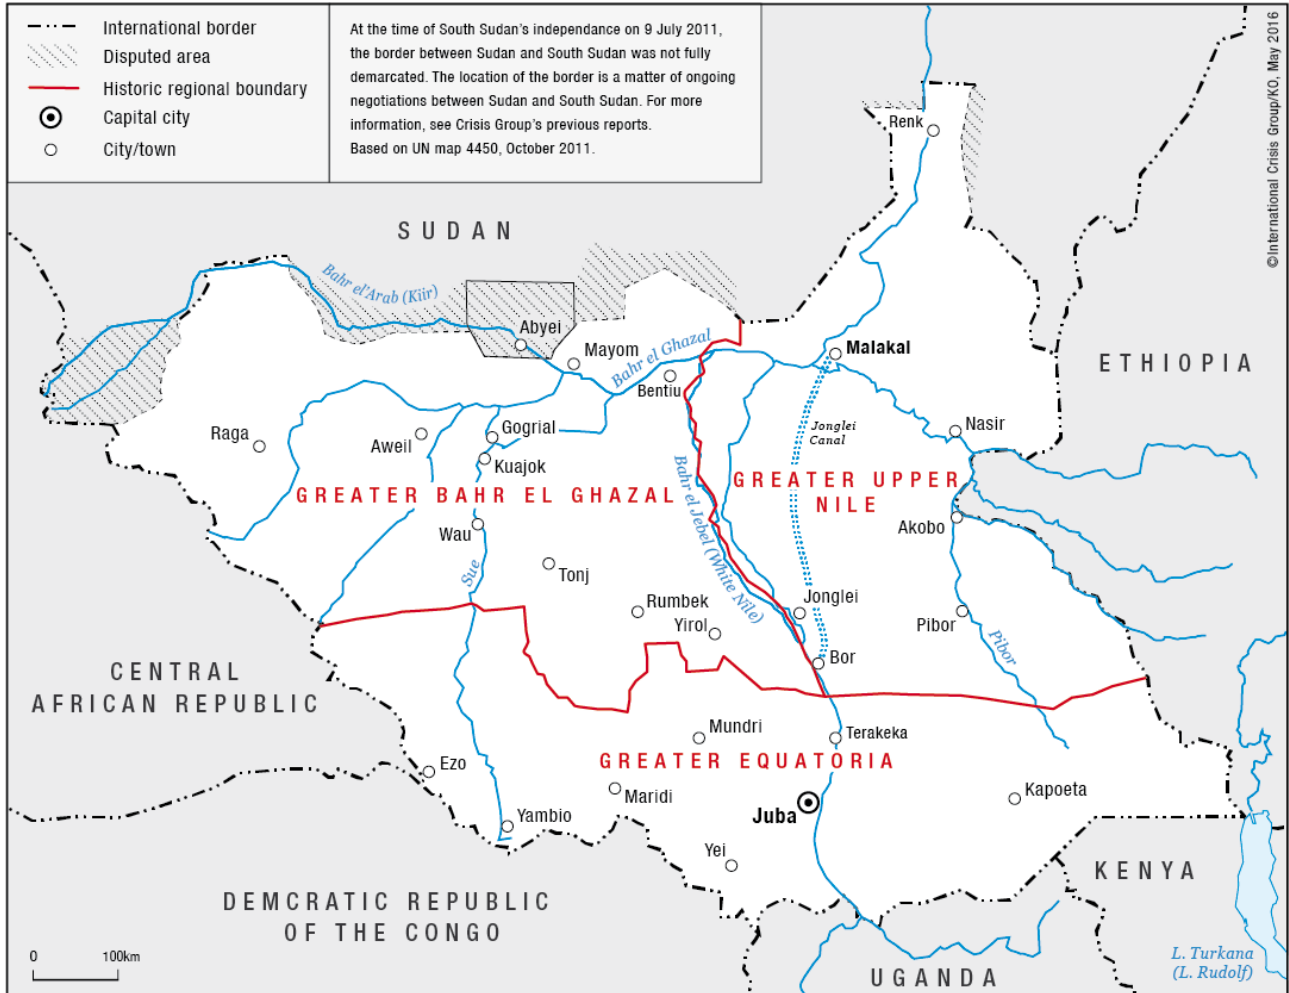 International border
Disputed area
Historic regional boundary
Capital city
City/town
At the time of South Sudan's independence on 9 July 2011,
the border between Sudan and South Sudan was not fully
demarcated. The location of the border is a matter of ongoing
negotiations between Sudan and South Sudan. For more
information, see Crisis Group's previous reports.
Based on UN map 4450, October 2011.
©International Crisis Group/KO, May 2016
Renk
SUDAN
Bahr el'Arab (Kiir)
Abyei
Mayom
Bahr el Ghazal
Bentiu
Malakal
ETHIOPIA
Jonglei
Canal
Nasir
Raga
Aweil
Gogrial
Kuajok
GREATER BAHR EL GHAZAL
GREATER UPPER
NILE
Bahr el Jebel (White Nile)
Akobo
Wau
Sue
Tonj
Rumbek
Yirol
Jonglei
Pibor
Pibor
Bor
CENTRAL
AFRICAN REPUBLIC
Mundri
Terakeka
GREATER EQUATORIA
Ezo
Maridi
Kapoeta
Yambio
Juba
Yei
KENYA
DEMCRATIC REPUBLIC
OF THE CONGO
0 100km
UGANDA
L. Turkana
(L. Rudolf)